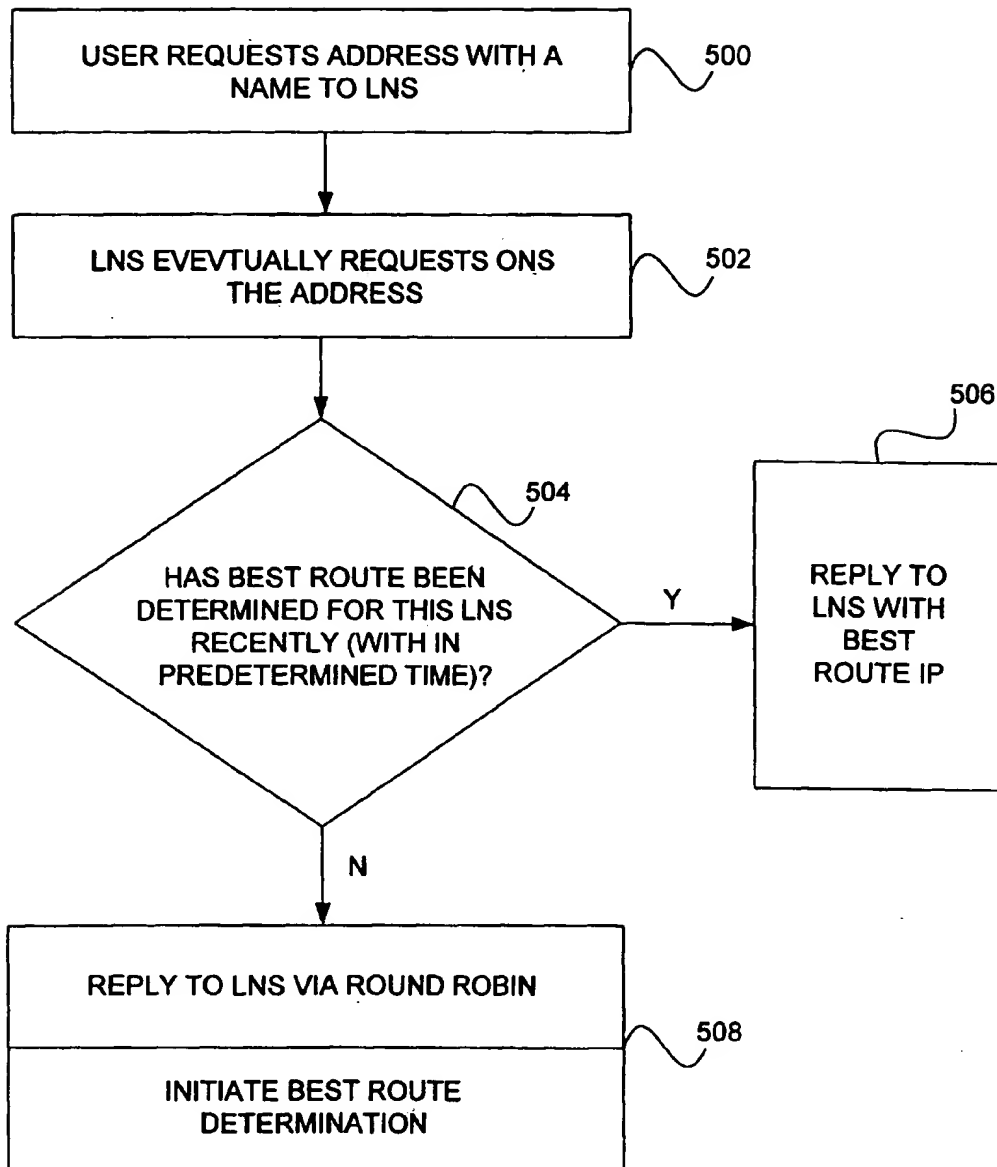 USER REQUESTS ADDRESS WITH A
NAME TO LNS
500
LNS EVEVTUALLY REQUESTS ONS
THE ADDRESS
502
506
504
HAS BEST ROUTE BEEN
DETERMINED FOR THIS LNS
RECENTLY (WITH IN
PREDETERMINED TIME)?
Y
REPLY TO
LNS WITH
BEST
ROUTE IP
N
REPLY TO LNS VIA ROUND ROBIN
508
INITIATE BEST ROUTE
DETERMINATION